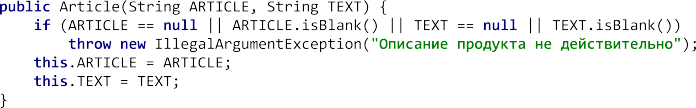 public Article(String ARTICLE, String TEXT) {
if (ARTICLE == null || ARTICLE.isBlank() || TEXT == null || TEXT.isBlank())
throw new IllegalArgumentException("Описание продукта не действительно");
this.ARTICLE = ARTICLE;
this.TEXT = TEXT;
}